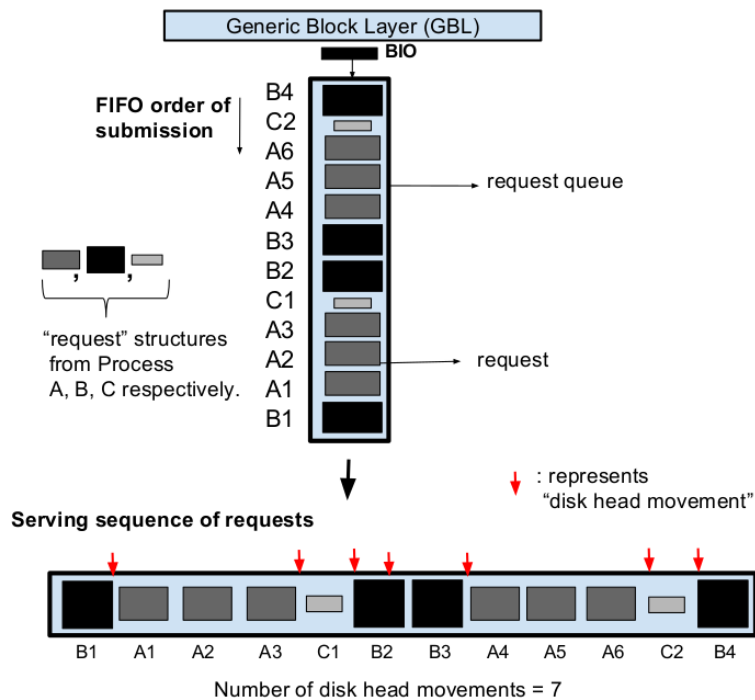 Generic Block Layer (GBL)
BIO
FIFO order of
submission
B4
C2
A6
A5
A4
B3
B2
C1
A3
A2
A1
B1
request queue
request
, ,
“request” structures
from Process
A, B, C respectively.
: represents
“disk head movement”
Serving sequence of requests
B1 A1 A2 A3 C1 B2 B3 A4 A5 A6 C2 B4
Number of disk head movements = 7